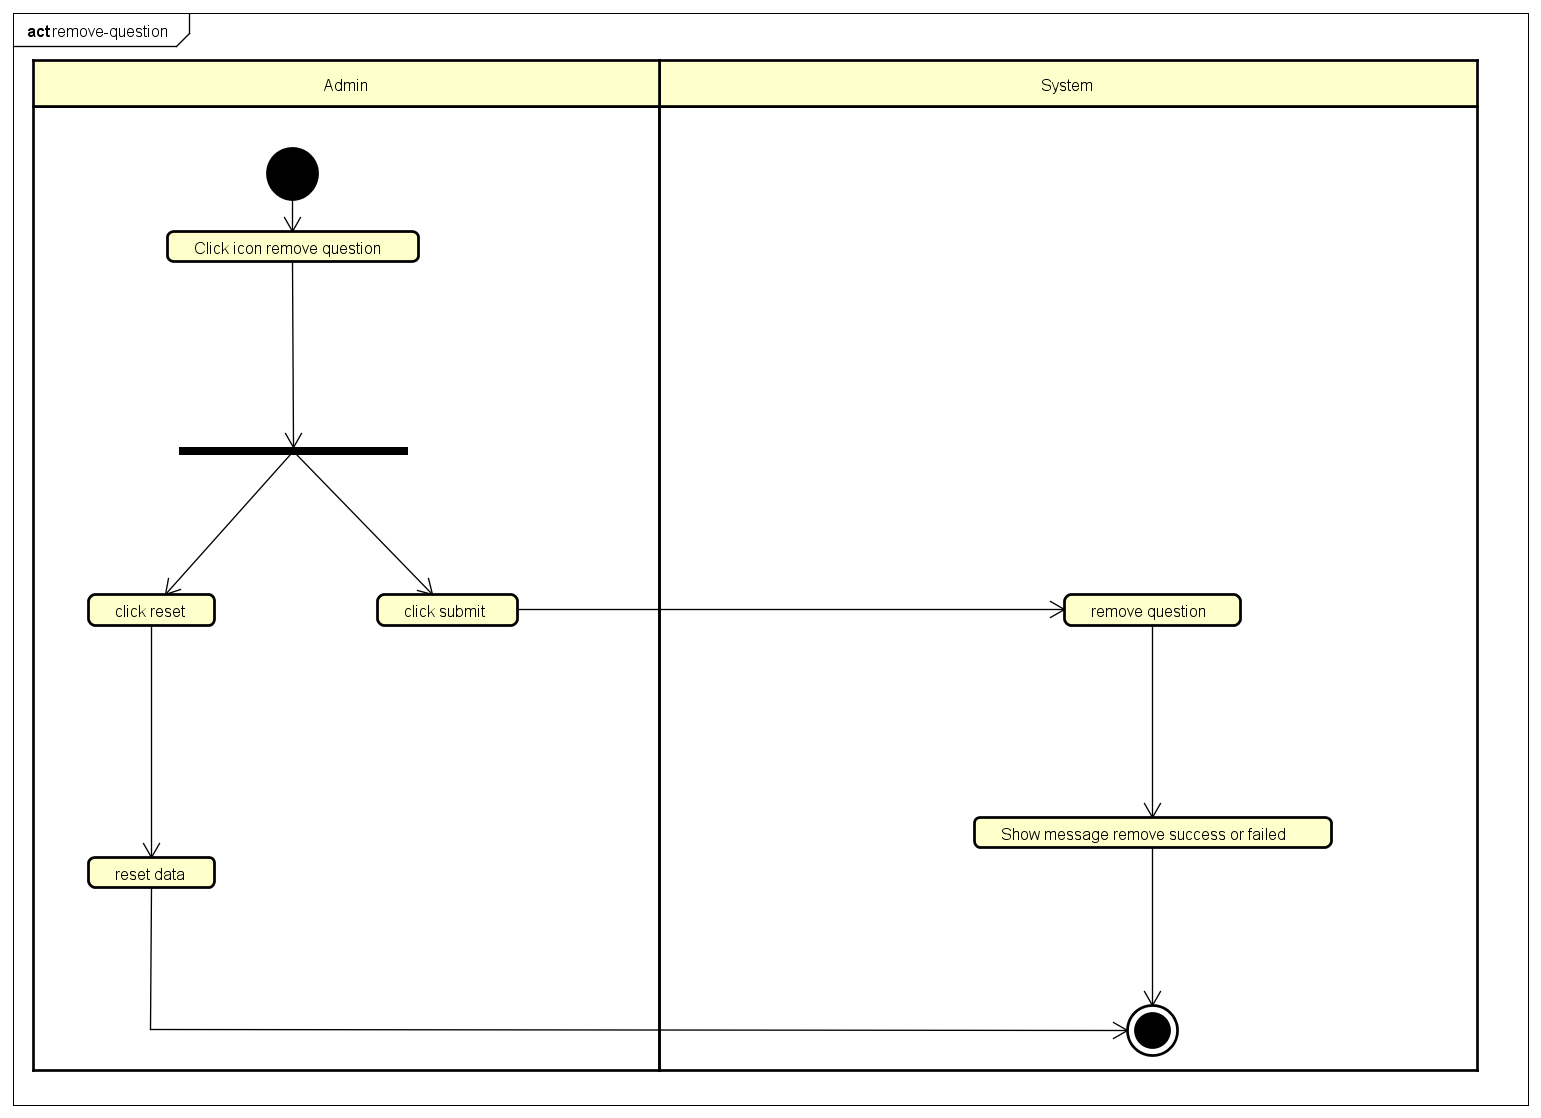 act remove-question
Admin
System
Click icon remove question
click reset
click submit
remove question
Show message remove success or failed
reset data